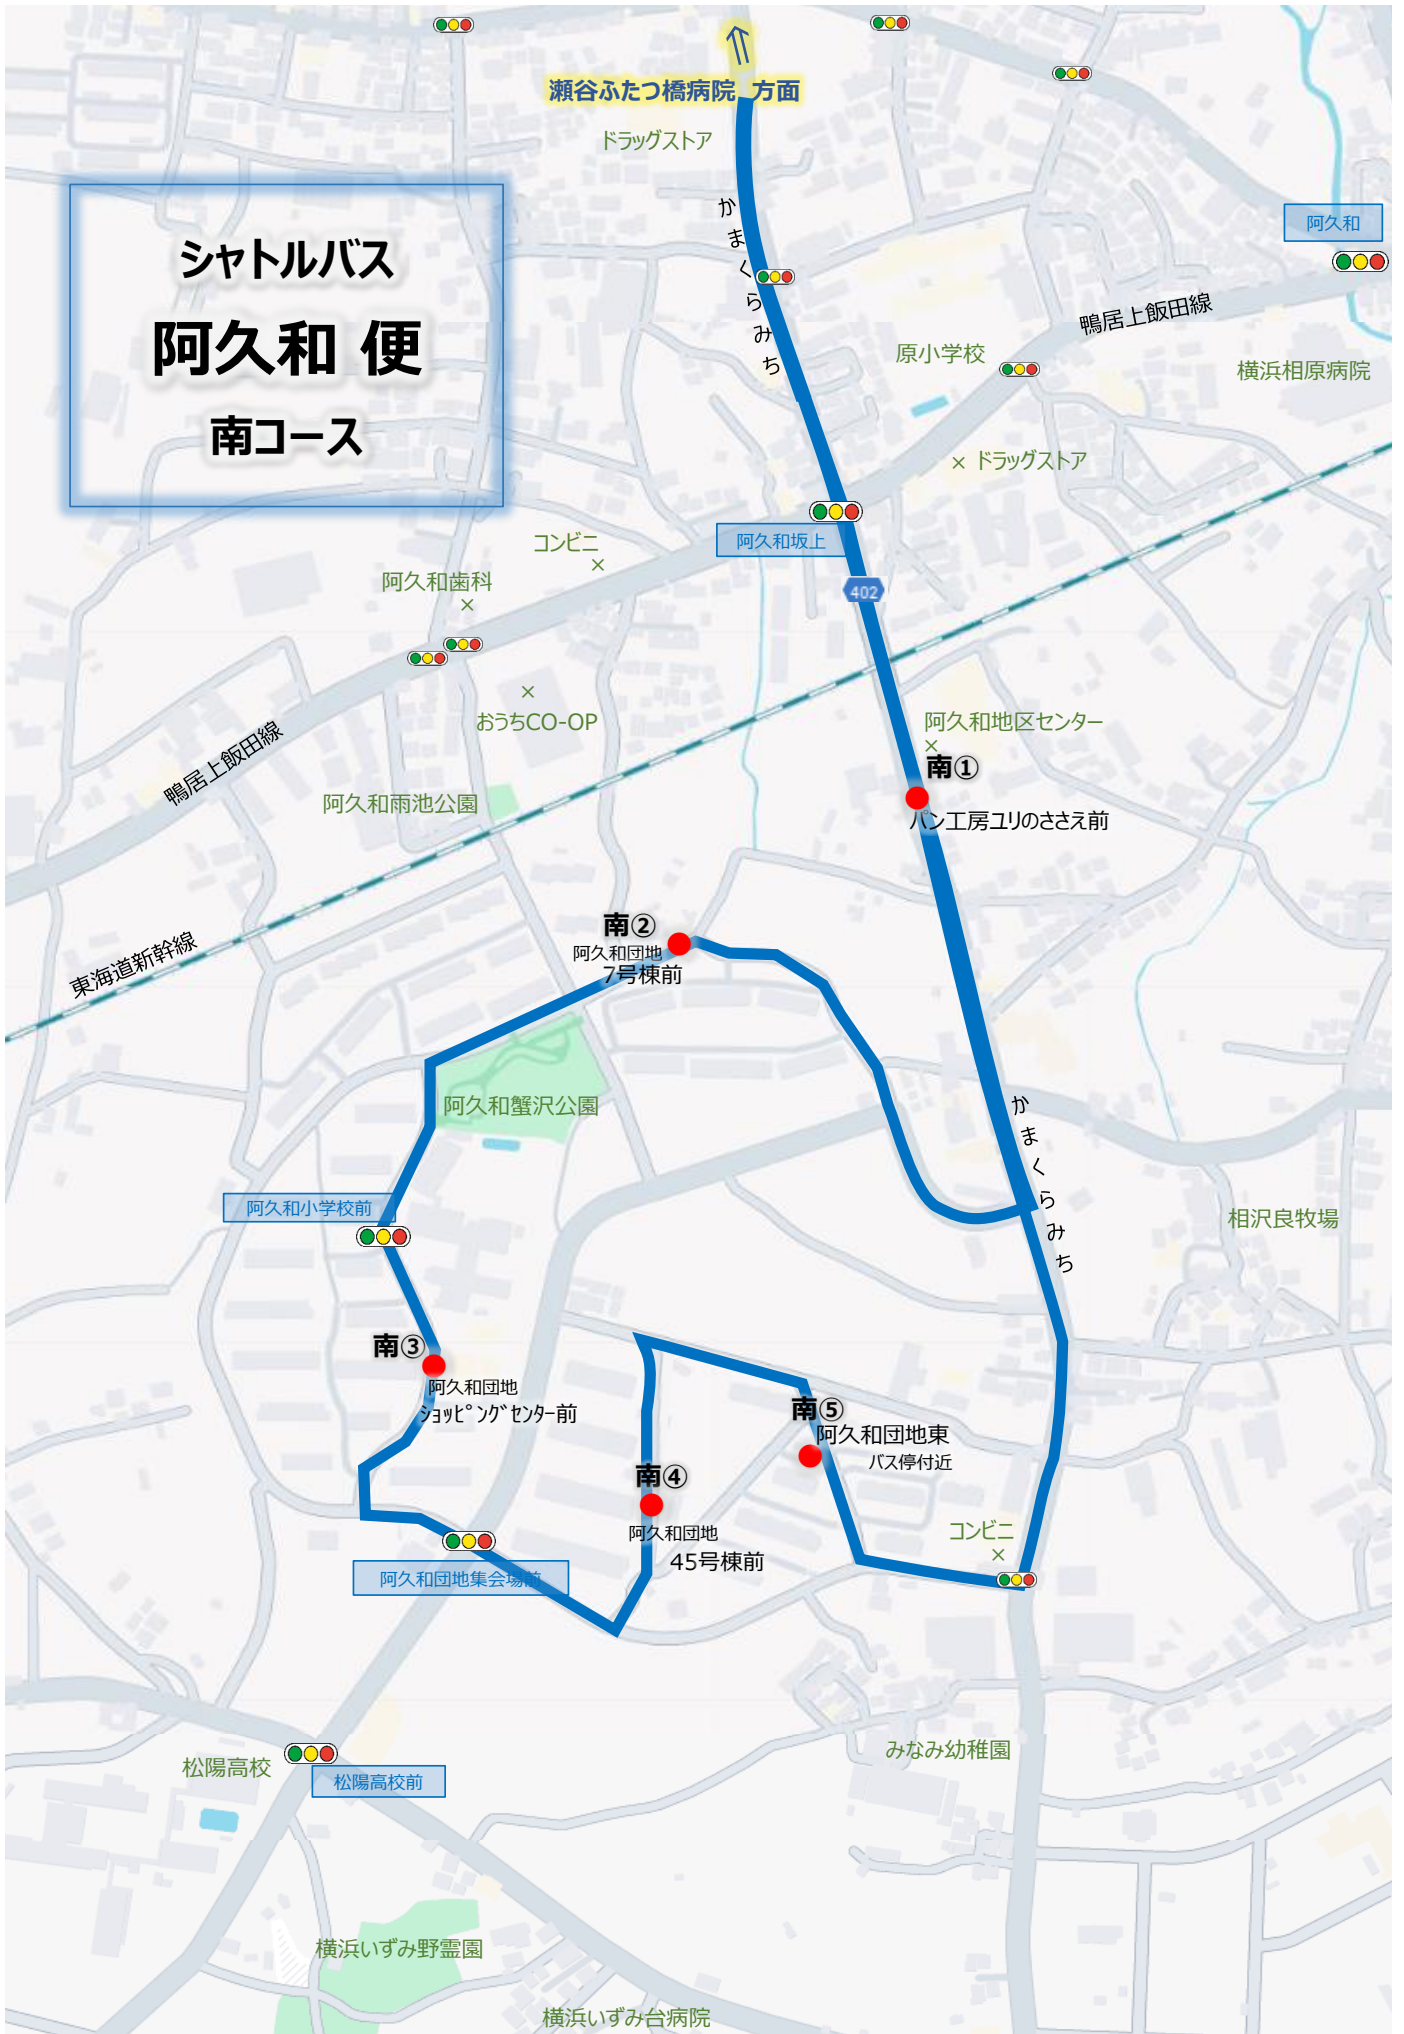 瀬谷ふたつ橋病院 方面
ドラッグストア
かまくらみち
シャトルバス
阿久和 便
南コース
阿久和
鴨居上飯田線
原小学校
横浜相原病院
× ドラッグストア
阿久和坂上
コンビニ
×
阿久和歯科
×
402
×
おうちCO-OP
鴨居上飯田線
阿久和地区センター
×
南①
パン工房ユリのささえ前
阿久和雨池公園
東海道新幹線
南②
阿久和団地
7号棟前
阿久和蟹沢公園
かまくらみち
阿久和小学校前
相沢良牧場
南③
阿久和団地
ショッピングセンター前
南⑤
阿久和団地東
バス停付近
南④
阿久和団地
45号棟前
コンビニ
×
阿久和団地集会場前
みなみ幼稚園
松陽高校
松陽高校前
横浜いずみ野霊園
横浜いずみ台病院